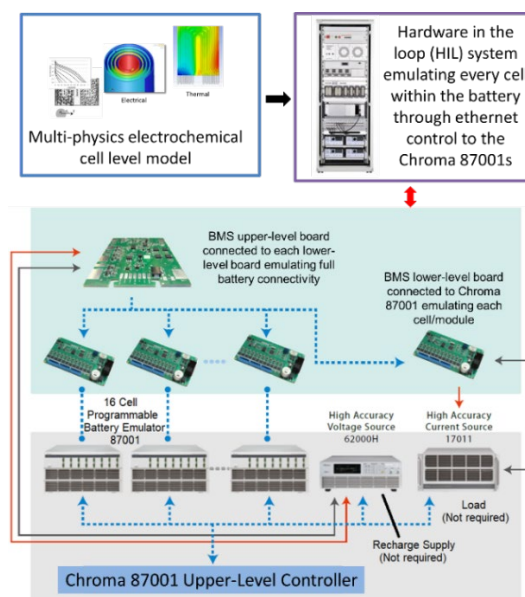 Electrical
Thermal
Multi-physics electrochemical
cell level model
Hardware in the
loop (HIL) system
emulating every cell
within the battery
through ethernet
control to the
Chroma 87001s
BMS upper-level board
connected to each lower-
level board emulating full
battery connectivity
BMS lower-level board
connected to Chroma
87001 emulating each
cell/module
16 Cell
Programmable
Battery Emulator
87001
High Accuracy
Voltage Source
62000H
High Accuracy
Current Source
17011
Load
(Not required)
Recharge Supply
(Not required)
Chroma 87001 Upper-Level Controller